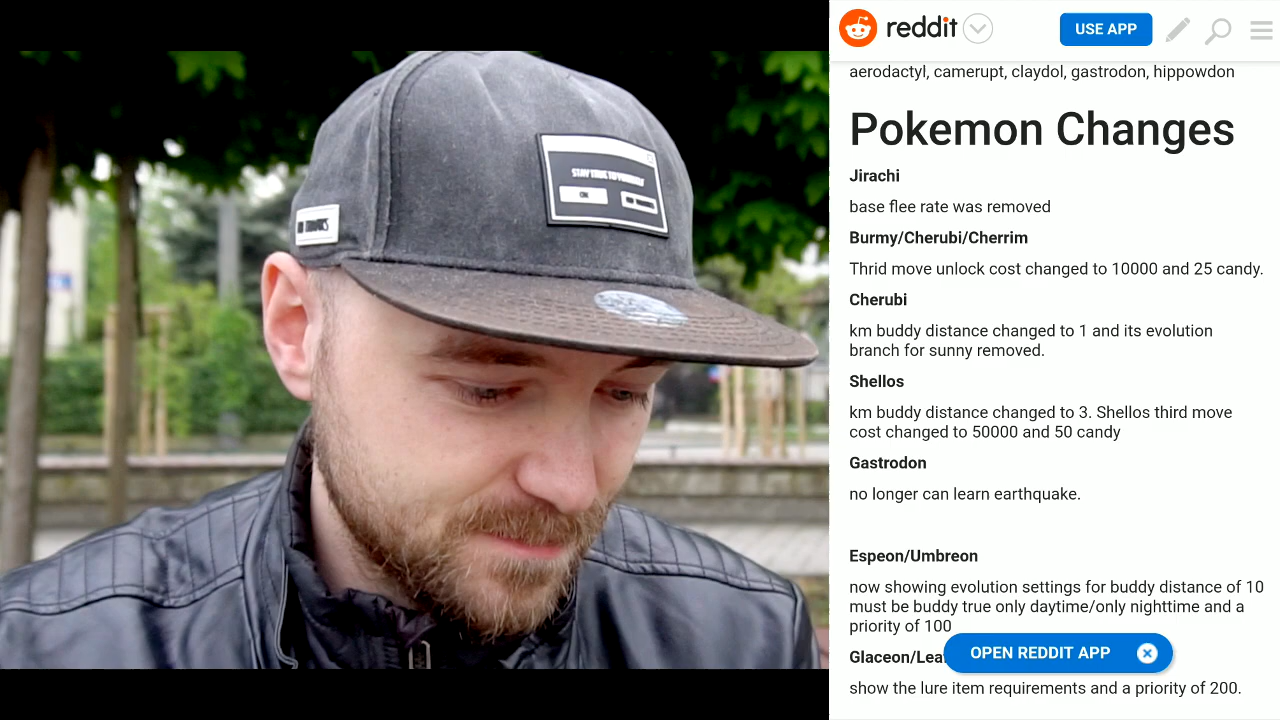 STAY TRUE TO YOURSELF
OK
reddit
USE APP
aerodactyl, camerupt, claydol, gastrodon, hippowdon
Pokemon Changes
Jirachi
base flee rate was removed
Burmy/Cherubi/Cherrim
Thrid move unlock cost changed to 10000 and 25 candy.
Cherubi
km buddy distance changed to 1 and its evolution
branch for sunny removed.
Shellos
km buddy distance changed to 3. Shellos third move
cost changed to 50000 and 50 candy
Gastrodon
no longer can learn earthquake.
Espeon/Umbreon
now showing evolution settings for buddy distance of 10
must be buddy true only daytime/only nighttime and a
priority of 100
OPEN REDDIT APP
show the lure item requirements and a priority of 200.